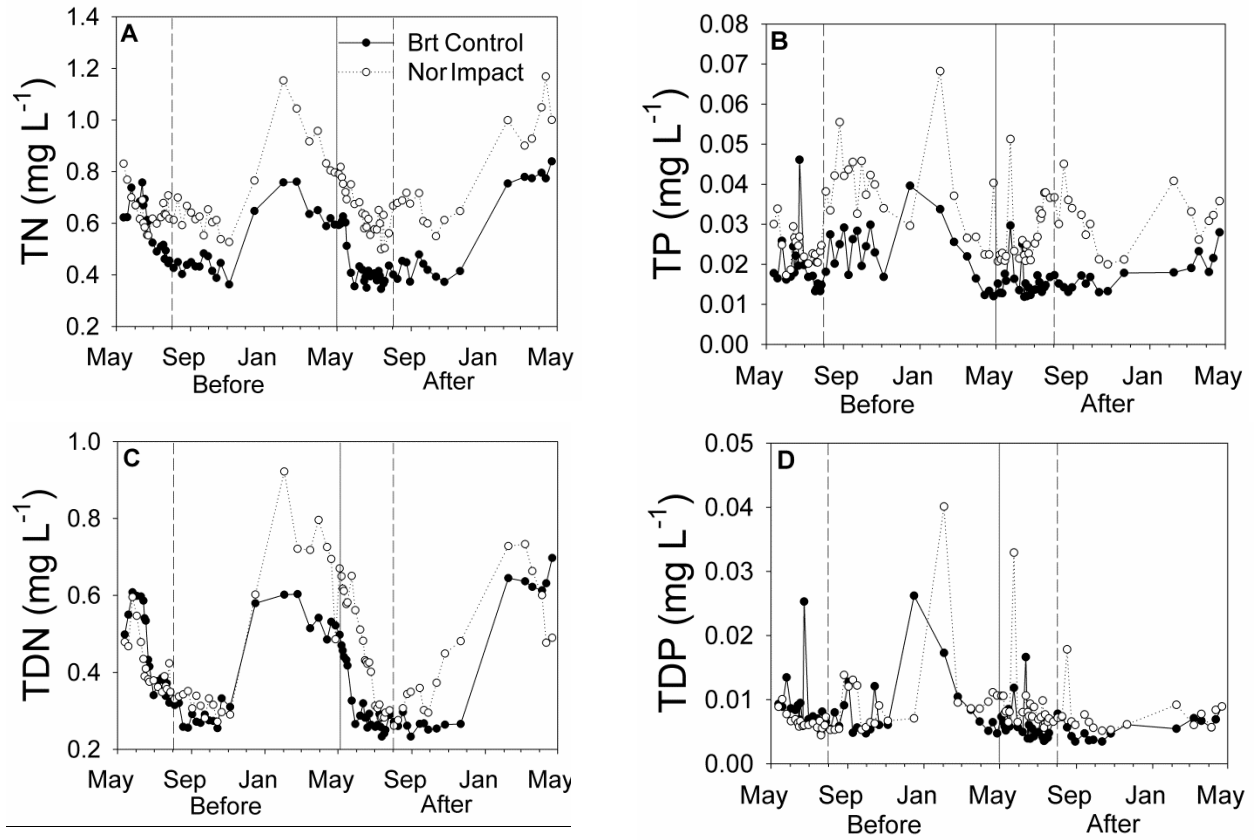 A
Brt Control
Nor Impact
TN (mg L-1)
1.4
1.2
1.0
0.8
0.6
0.4
0.2
May Sep Jan May Sep Jan May
Before After
B
TP (mg L-1)
0.08
0.07
0.06
0.05
0.04
0.03
0.02
0.01
0.00
May Sep Jan May Sep Jan May
Before After
C
TDN (mg L-1)
1.0
0.8
0.6
0.4
0.2
May Sep Jan May Sep Jan May
Before After
D
TDP (mg L-1)
0.05
0.04
0.03
0.02
0.01
0.00
May Sep Jan May Sep Jan May
Before After